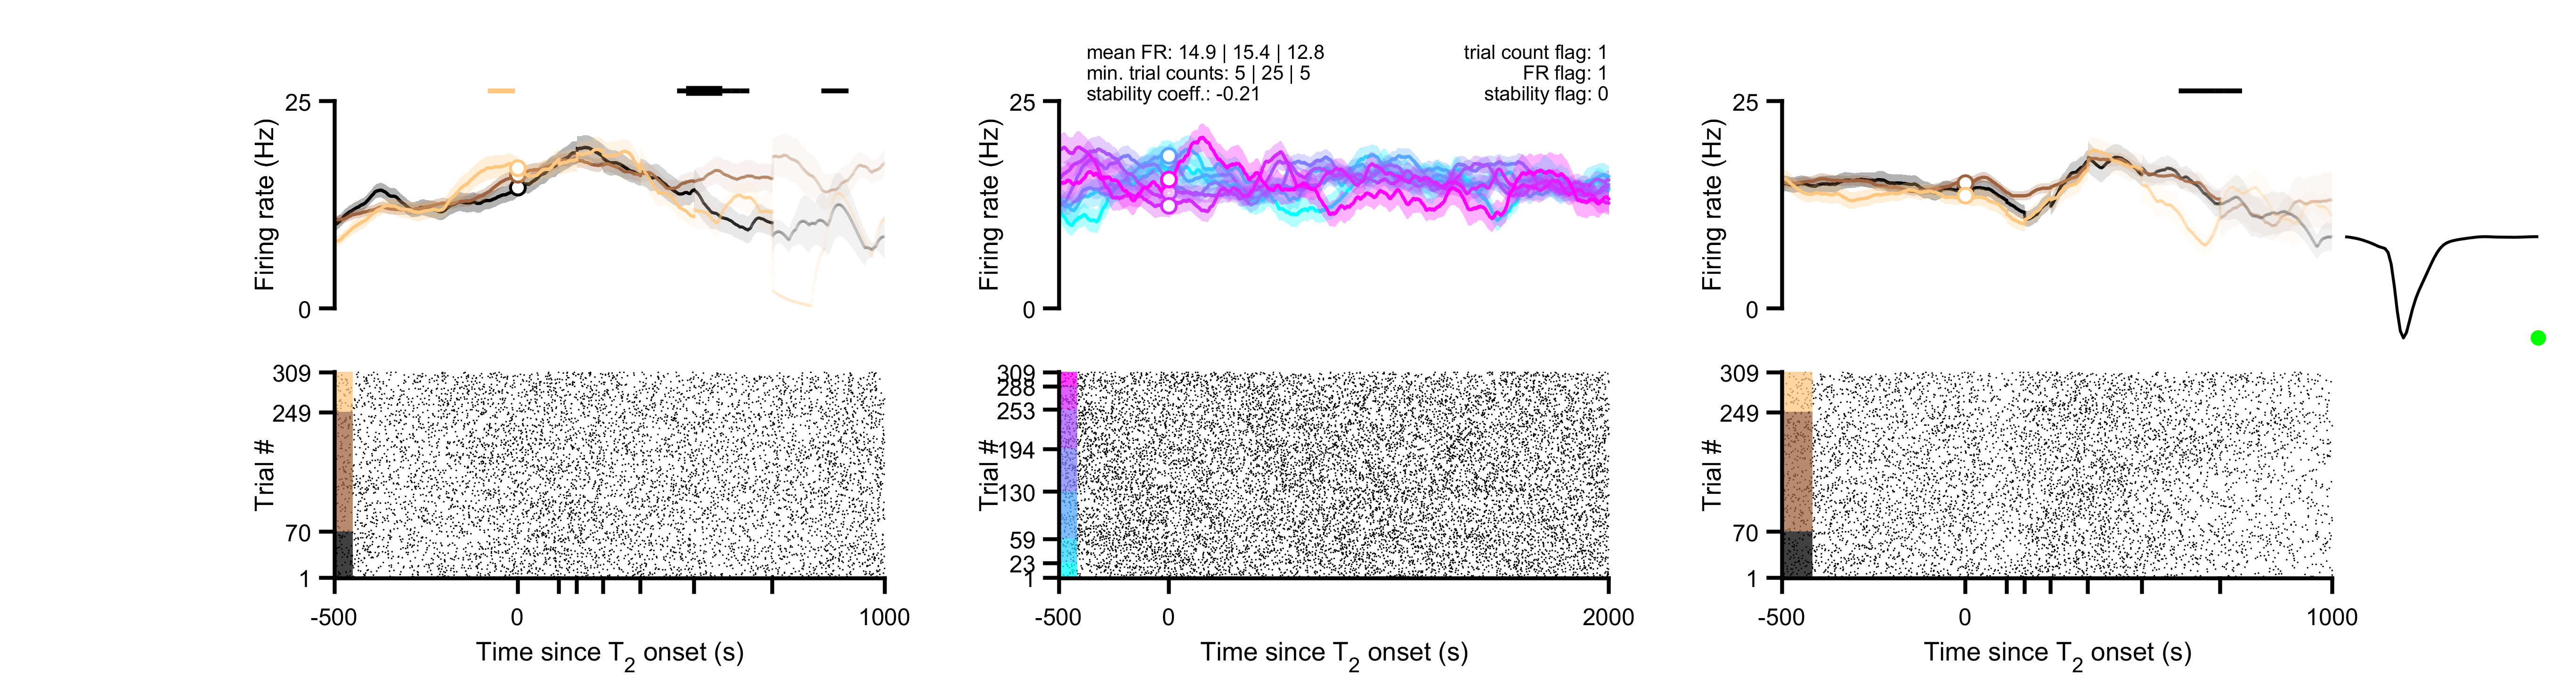 mean FR: 14.9 | 15.4 | 12.8
min. trial counts: 5 | 25 | 5
stability coeff.: -0.21
trial count flag: 1
FR flag: 1
stability flag: 0
25
0
Firing rate (Hz)
25
0
Firing rate (Hz)
25
0
Firing rate (Hz)
309
249
70
1
Trial #
-500
0
1000
Time since T2 onset (s)
309
288
253
194
130
59
23
1
Trial #
-500
0
2000
Time since T2 onset (s)
309
249
70
1
Trial #
-500
0
1000
Time since T2 onset (s)